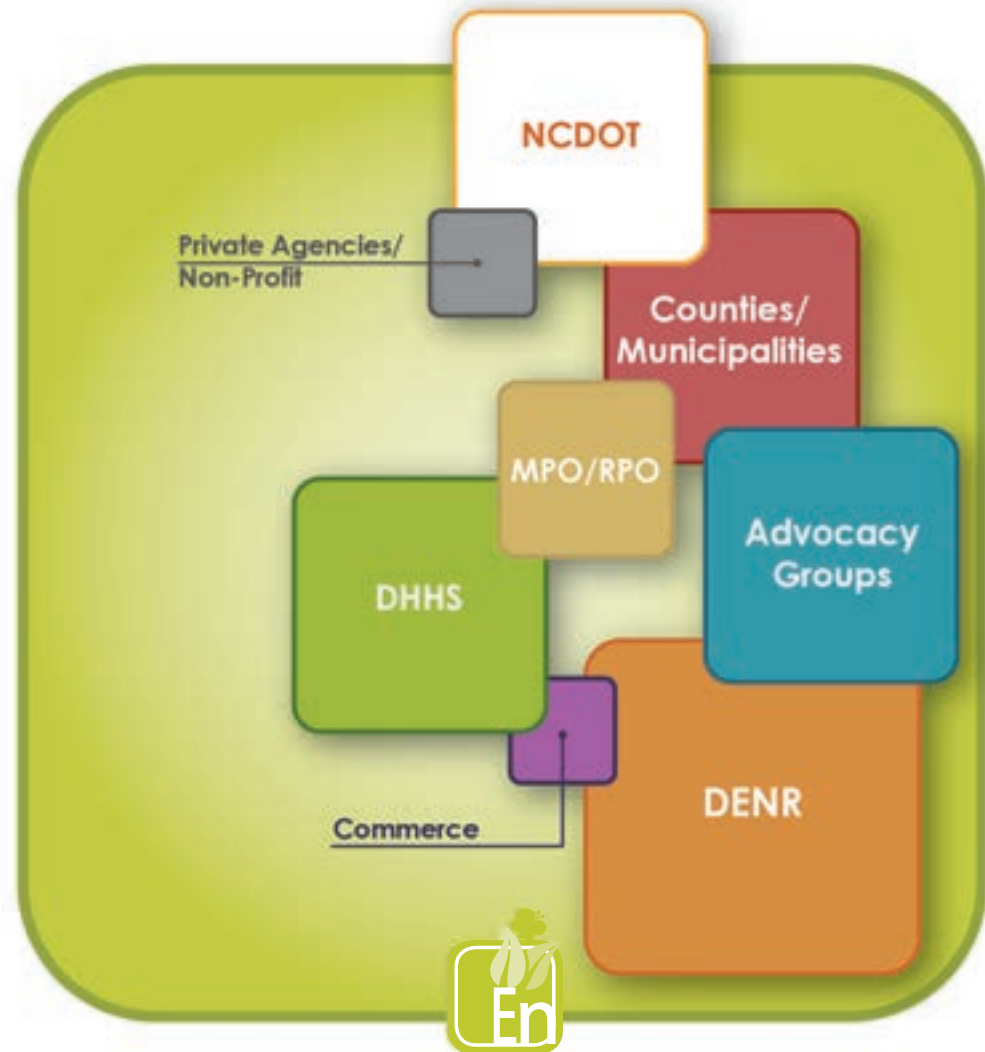 NCDOT
Private Agencies/
Non-Profit
Counties/
Municipalities
MPO/RPO
Advocacy
Groups
DHHS
DENR
Commerce
En